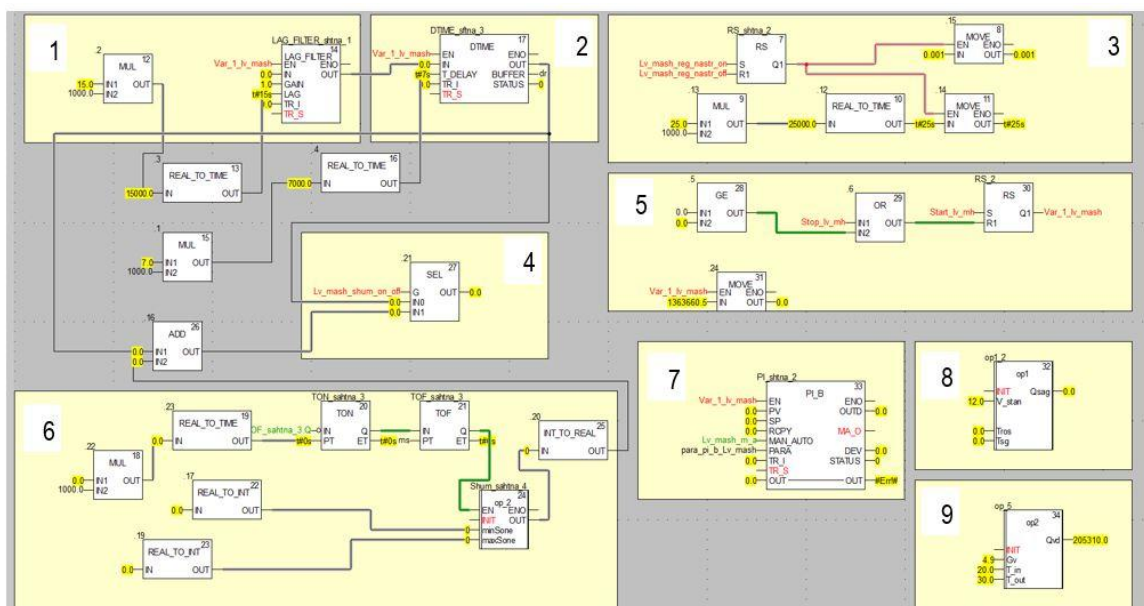 1
.2
MUL 12
15.0 IN1 OUT
1000.0 IN2
LAG_FILTER_shtna_1
LAG_FILTER 14
Var_1_lv_mash EN ENO
0.0 IN OUT
1.0 GAIN
t#15s LAG
TR_I
TR_S
.3
REAL_TO_TIME 13
15000.0 IN OUT
2
DTIME 17
Var_1_lv_mash EN ENO
0.0 IN OUT
t#7s T_DELAY BUFFER dr
TR_I STATUS 0
TR_S
.4
REAL_TO_TIME 16
7000.0 IN OUT
.1
MUL 15
7.0 IN1 OUT
1000.0 IN2
3
RS_shtna_2
RS 7
Lv_mash_reg_nastr_on S Q1
Lv_mash_reg_nastr_off R1
.15
MOVE 8
EN ENO
0.001 IN OUT 0.001
.13
MUL 9
25.0 IN1 OUT
1000.0 IN2
.12
REAL_TO_TIME 10
25000.0 IN OUT
.14
MOVE 11
EN ENO
t#25s IN OUT t#25s
4
.21
SEL 27
Lv_mash_shum_on_off G OUT 0.0
0.0 IN0
0.0 IN1
16
ADD 26
0.0 IN1 OUT
0.0 IN2
5
.5
GE 28
0.0 IN1 OUT
0.0 IN2
.6
OR 29
Stop_lv_mh IN1 OUT
IN2
RS_2
RS 30
Start_lv_mh S Q1 Var_1_lv_mash
R1
.24
MOVE 31
Var_1_lv_mash EN ENO
1363660.5 IN OUT 0.0
6
22
MUL 18
0.0 IN1 OUT
1000.0 IN2
.23
REAL_TO_TIME 19
0.0 IN OUT
TON_sahtna_3
TON 20
OF_sahtna_3.Q IN Q
t#0s PT ET t#0s
TOF_sahtna_3
TOF 21
IN Q
ms PT ET
.17
REAL_TO_INT 22
0.0 IN OUT
19
REAL_TO_INT 23
0.0 IN OUT
Shum_sahtna_4
op_2 24
EN ENO
INIT OUT
0 minSone
0 maxSone
.20
INT_TO_REAL 25
0 IN OUT
7
PI_shtna_2
PI_B 33
Var_1_lv_mash EN ENO
0.0 PV OUTD 0.0
0.0 SP
0.0 RCPY MA_O
Lv_mash_m_a MAN_AUTO
para_pi_b_Lv_mash PARA DEV 0.0
0.0 TR_I STATUS 0
TR_S
0.0 OUT OUT #Err!#
8
op1_2
op1 32
INIT Qsag 0.0
12.0 V_stan
0.0 Tros
0.0 Tsg
9
op_5
op2 34
INIT Qvd 205310.0
4.9 Gv
20.0 T_in
30.0 T_out